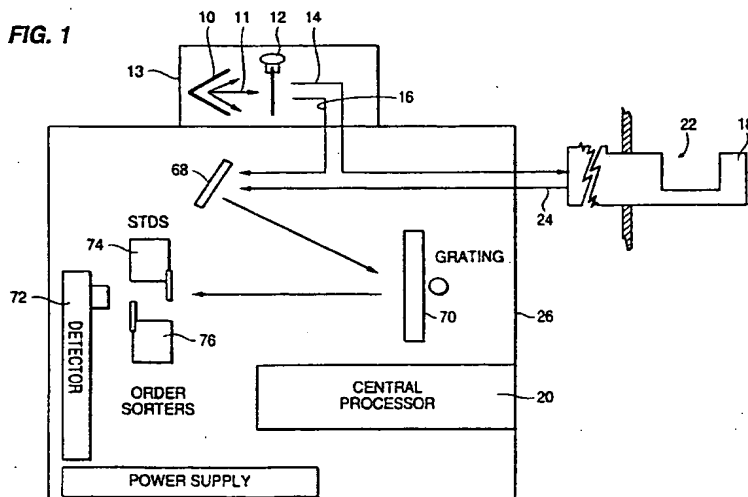 FIG. 1
10
11
12
14
13
16
22
18
68
24
STDS
74
GRATING
72
DETECTOR
70
26
76
ORDER
SORTERS
CENTRAL
PROCESSOR
20
POWER SUPPLY